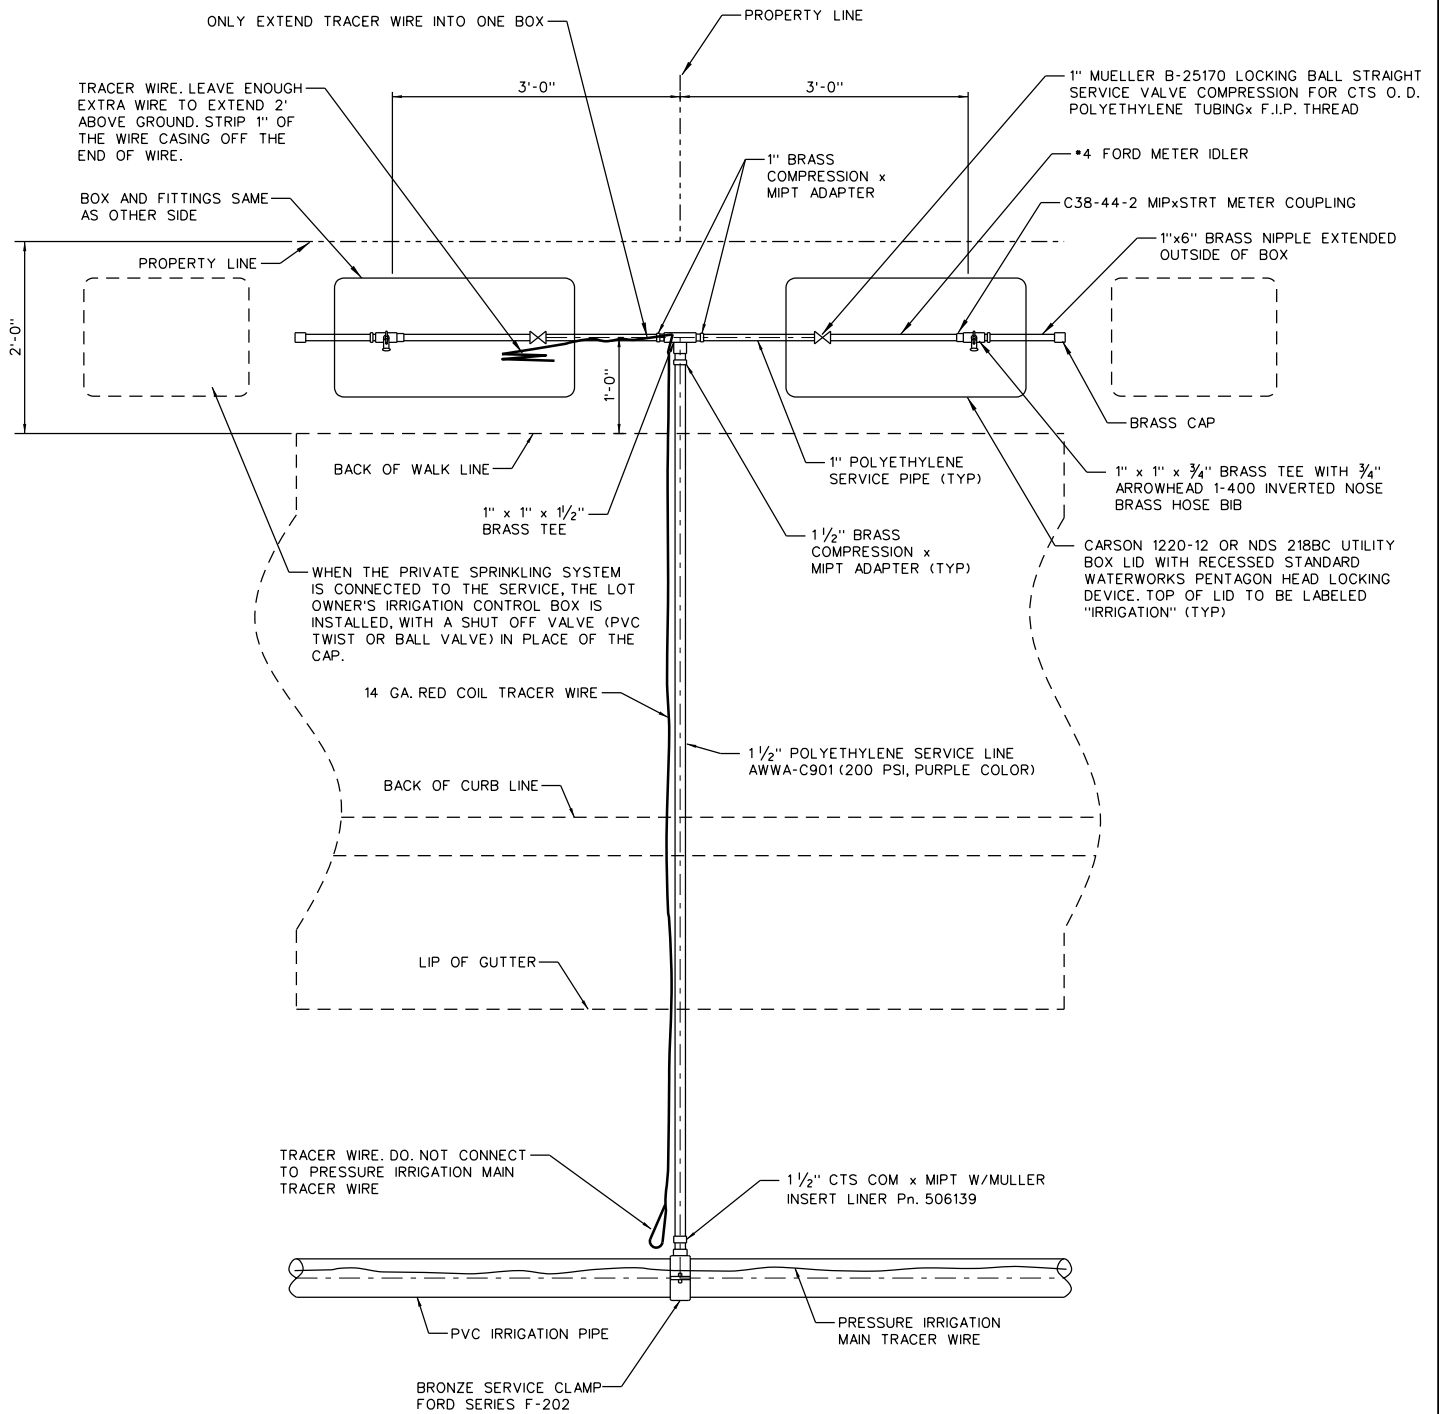 ONLY EXTEND TRACER WIRE INTO ONE BOX
PROPERTY LINE
TRACER WIRE. LEAVE ENOUGH
EXTRA WIRE TO EXTEND 2'
ABOVE GROUND. STRIP 1" OF
THE WIRE CASING OFF THE
END OF WIRE.
3'-0"
3'-0"
1" MUELLER B-25170 LOCKING BALL STRAIGHT
SERVICE VALVE COMPRESSION FOR CTS O. D.
POLYETHYLENE TUBINGx F.I.P. THREAD
1" BRASS
COMPRESSION x
MIPT ADAPTER
•4 FORD METER IDLER
BOX AND FITTINGS SAME
AS OTHER SIDE
C38-44-2 MIPxSTRT METER COUPLING
1"x6" BRASS NIPPLE EXTENDED
OUTSIDE OF BOX
PROPERTY LINE
2'-0"
1'-0"
BRASS CAP
BACK OF WALK LINE
1" POLYETHYLENE
SERVICE PIPE (TYP)
1" x 1" x 3/4" BRASS TEE WITH 3/4"
ARROWHEAD 1-400 INVERTED NOSE
BRASS HOSE BIB
1" x 1" x 1 1/2"
BRASS TEE
1 1/2" BRASS
COMPRESSION x
MIPT ADAPTER (TYP)
CARSON 1220-12 OR NDS 218BC UTILITY
BOX LID WITH RECESSED STANDARD
WATERWORKS PENTAGON HEAD LOCKING
DEVICE. TOP OF LID TO BE LABELED
"IRRIGATION" (TYP)
WHEN THE PRIVATE SPRINKLING SYSTEM
IS CONNECTED TO THE SERVICE, THE LOT
OWNER'S IRRIGATION CONTROL BOX IS
INSTALLED, WITH A SHUT OFF VALVE (PVC
TWIST OR BALL VALVE) IN PLACE OF THE
CAP.
14 GA. RED COIL TRACER WIRE
1 1/2" POLYETHYLENE SERVICE LINE
AWWA-C901 (200 PSI, PURPLE COLOR)
BACK OF CURB LINE
LIP OF GUTTER
TRACER WIRE. DO. NOT CONNECT
TO PRESSURE IRRIGATION MAIN
TRACER WIRE
1 1/2" CTS COM x MIPT W/MULLER
INSERT LINER Pn. 506139
PVC IRRIGATION PIPE
PRESSURE IRRIGATION
MAIN TRACER WIRE
BRONZE SERVICE CLAMP
FORD SERIES F-202